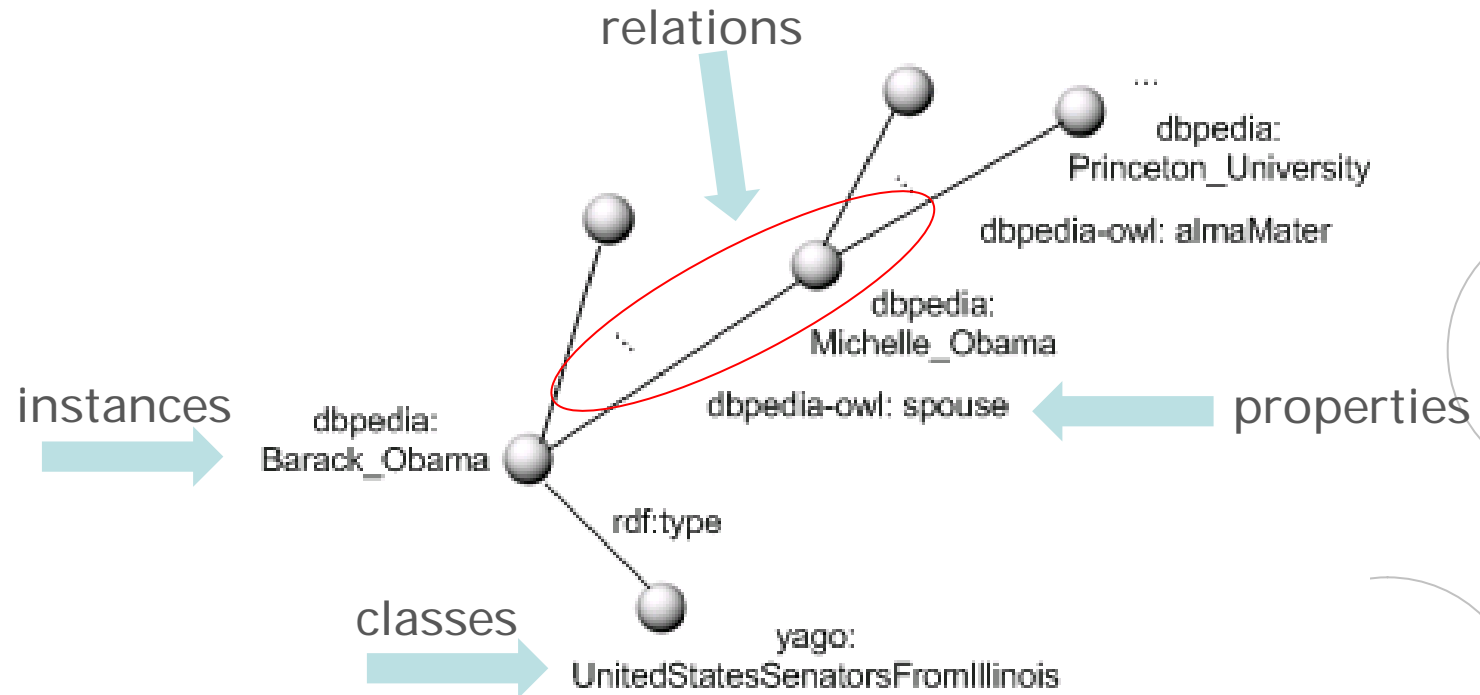 relations
...
dbpedia:
Princeton_University
dbpedia-owl: almaMater
dbpedia:
Michelle_Obama
instances
dbpedia:
Barack_Obama
dbpedia-owl: spouse
properties
rdf:type
classes
yago:
UnitedStatesSenatorsFromIllinois